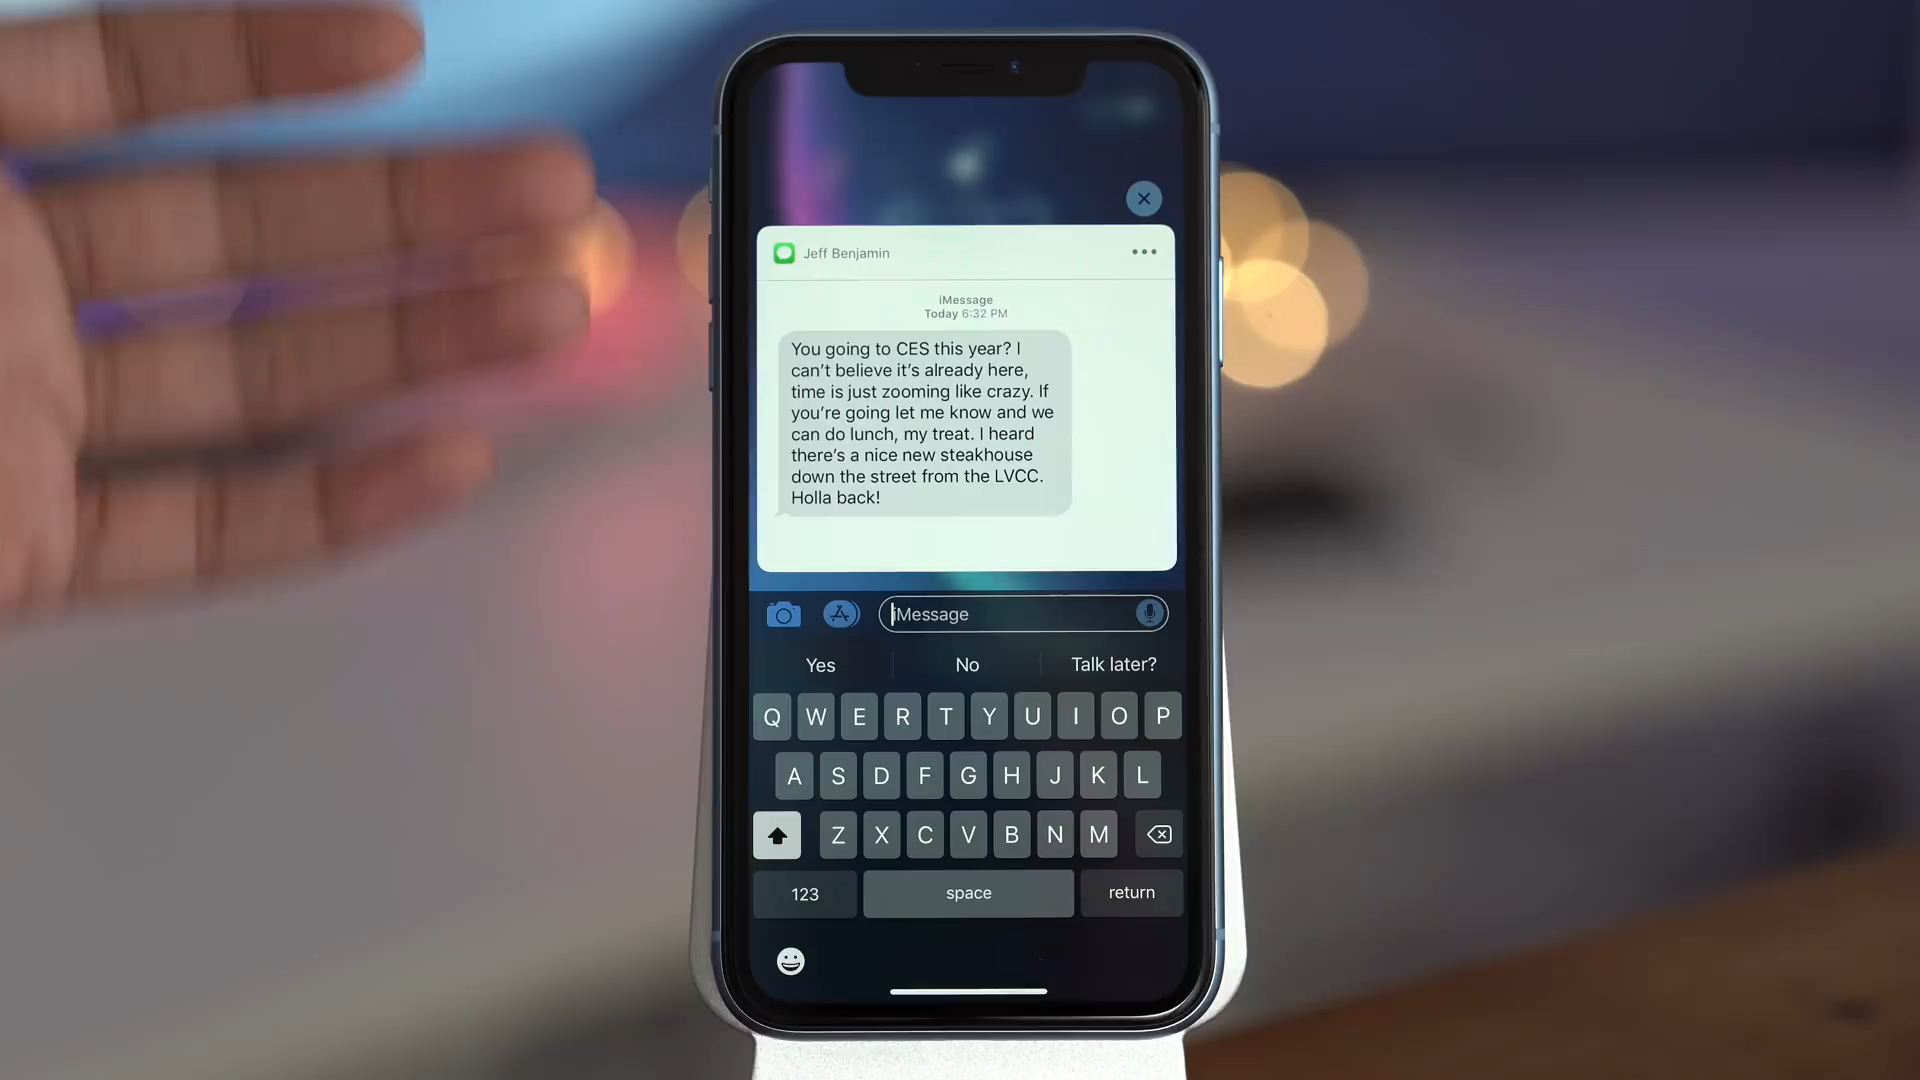 Jeff Benjamin
iMessage
Today 6:32 PM
You going to CES this year? I
can’t believe it’s already here,
time is just zooming like crazy. If
you’re going let me know and we
can do lunch, my treat. I heard
there’s a nice new steakhouse
down the street from the LVCC.
Holla back!
iMessage
Yes No Talk later?
Q W E R T Y U I O P
A S D F G H J K L
Z X C V B N M
123 space return